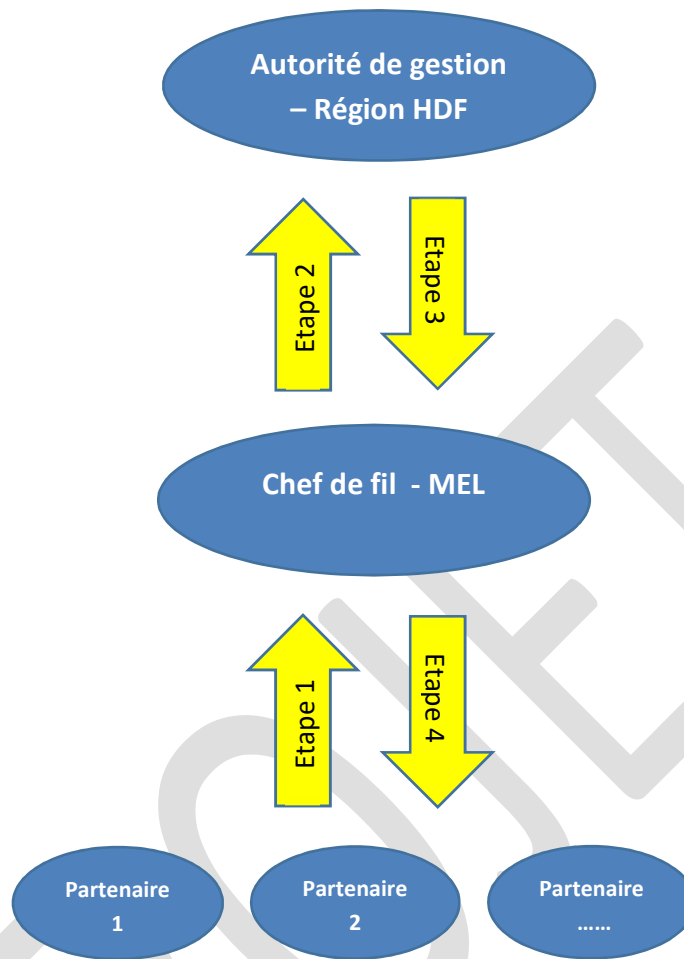 Autorité de gestion
– Région HDF
Etape 2
Etape 3
Chef de fil - MEL
Etape 1
Etape 4
Partenaire
1
Partenaire
2
Partenaire
......